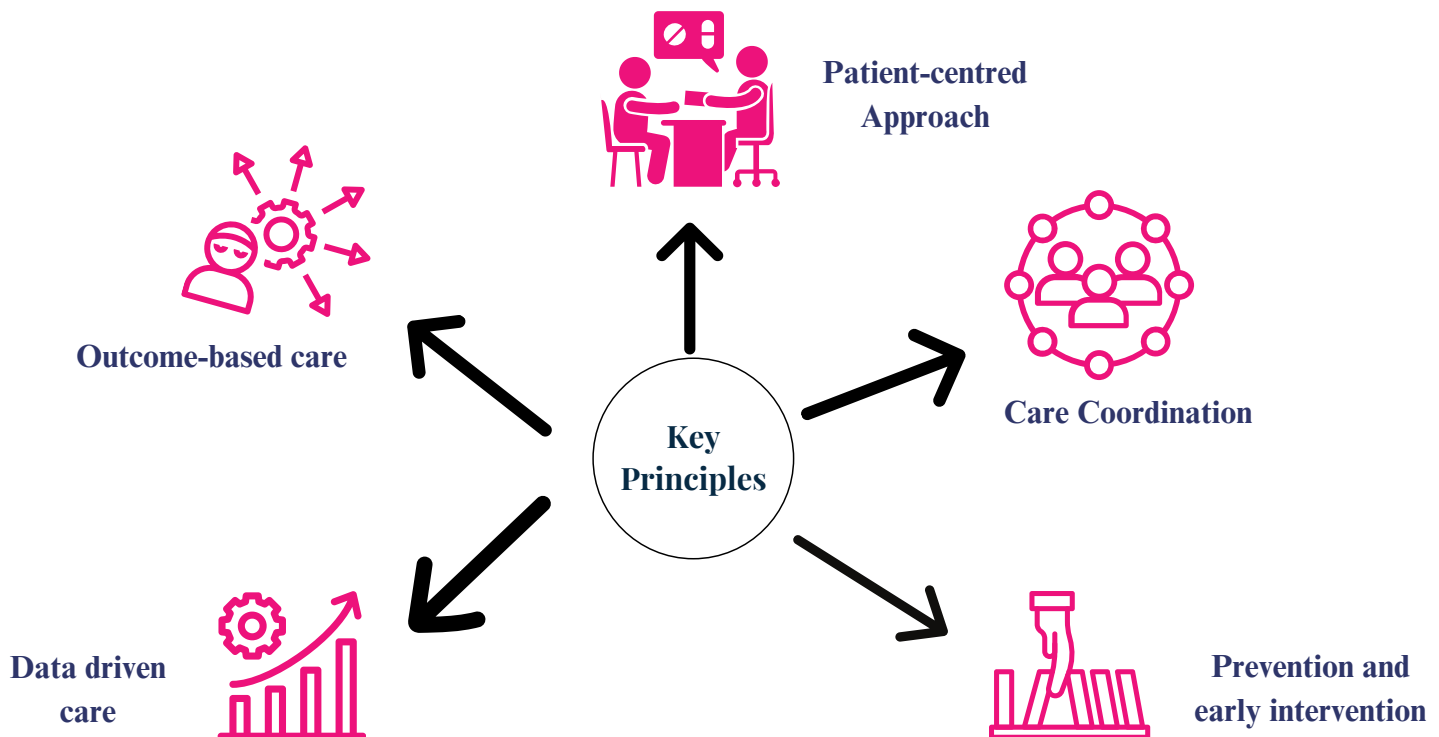 Patient-centred
Approach
Outcome-based care
Care Coordination
Key
Principles
Data driven
care
Prevention and
early intervention